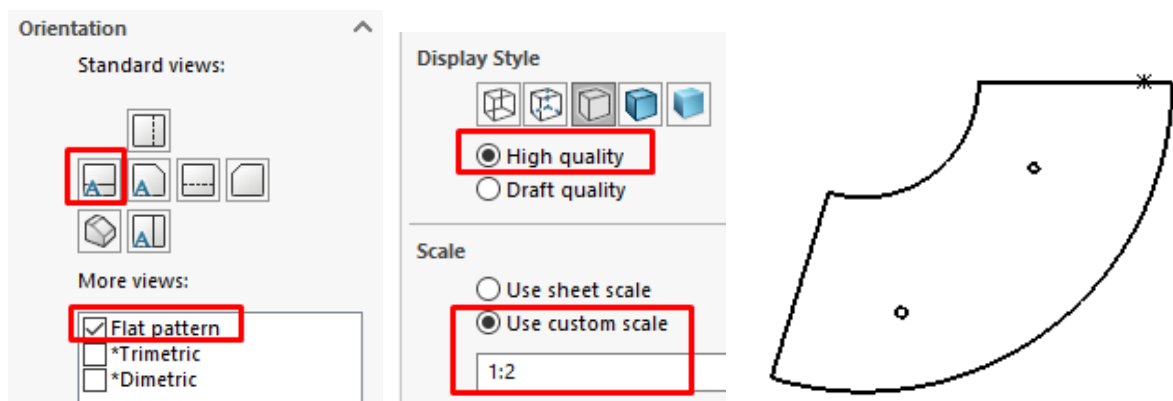 Orientation
Standard views:
A
A
A
More views:
Flat pattern
*Trimetric
*Dimetric
Display Style
High quality
Draft quality
Scale
Use sheet scale
Use custom scale
1:2